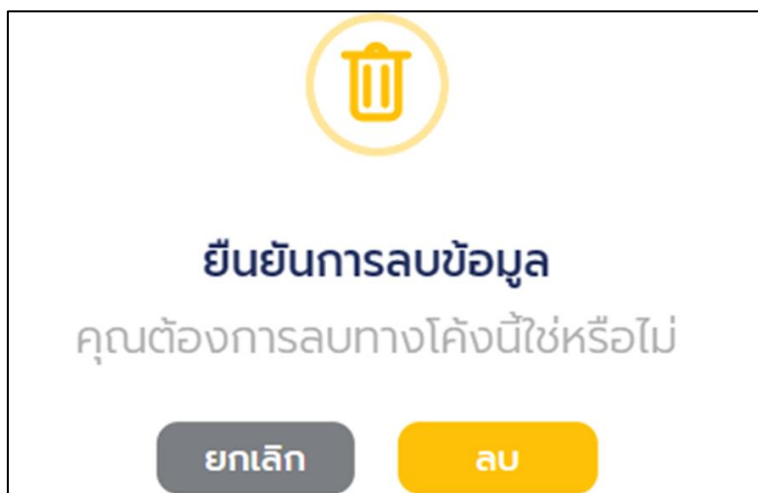 ยืนยันการลบข้อมูล
คุณต้องการลบทางโค้งนี้ใช่หรือไม่
ยกเลิก ลบ